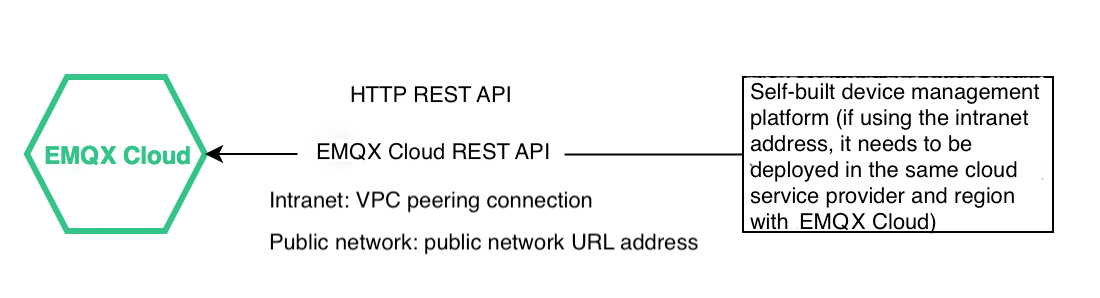 HTTP REST API
EMQX Cloud
EMQX Cloud REST API
Intranet: VPC peering connection
Public network: public network URL address
Self-built device management
platform (if using the intranet
address, it needs to be
deployed in the same cloud
service provider and region
with EMQX Cloud)